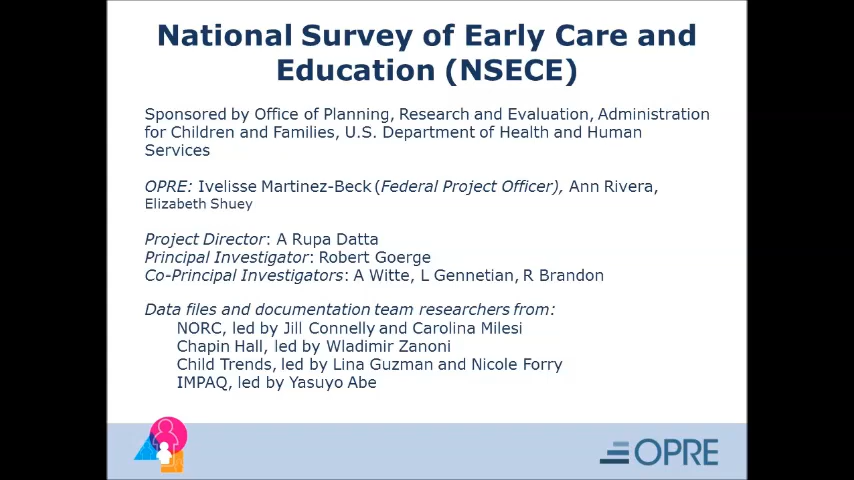 National Survey of Early Care and
Education (NSECE)
Sponsored by Office of Planning, Research and Evaluation, Administration
for Children and Families, U.S. Department of Health and Human
Services
OPRE: Ivelisse Martinez-Beck (Federal Project Officer), Ann Rivera,
Elizabeth Shuey
Project Director: A Rupa Datta
Principal Investigator: Robert Goerge
Co-Principal Investigators: A Witte, L Gennetian, R Brandon
Data files and documentation team researchers from:
NORC, led by Jill Connelly and Carolina Milesi
Chapin Hall, led by Wladimir Zanoni
Child Trends, led by Lina Guzman and Nicole Forry
IMPAQ, led by Yasuyo Abe
OPRE